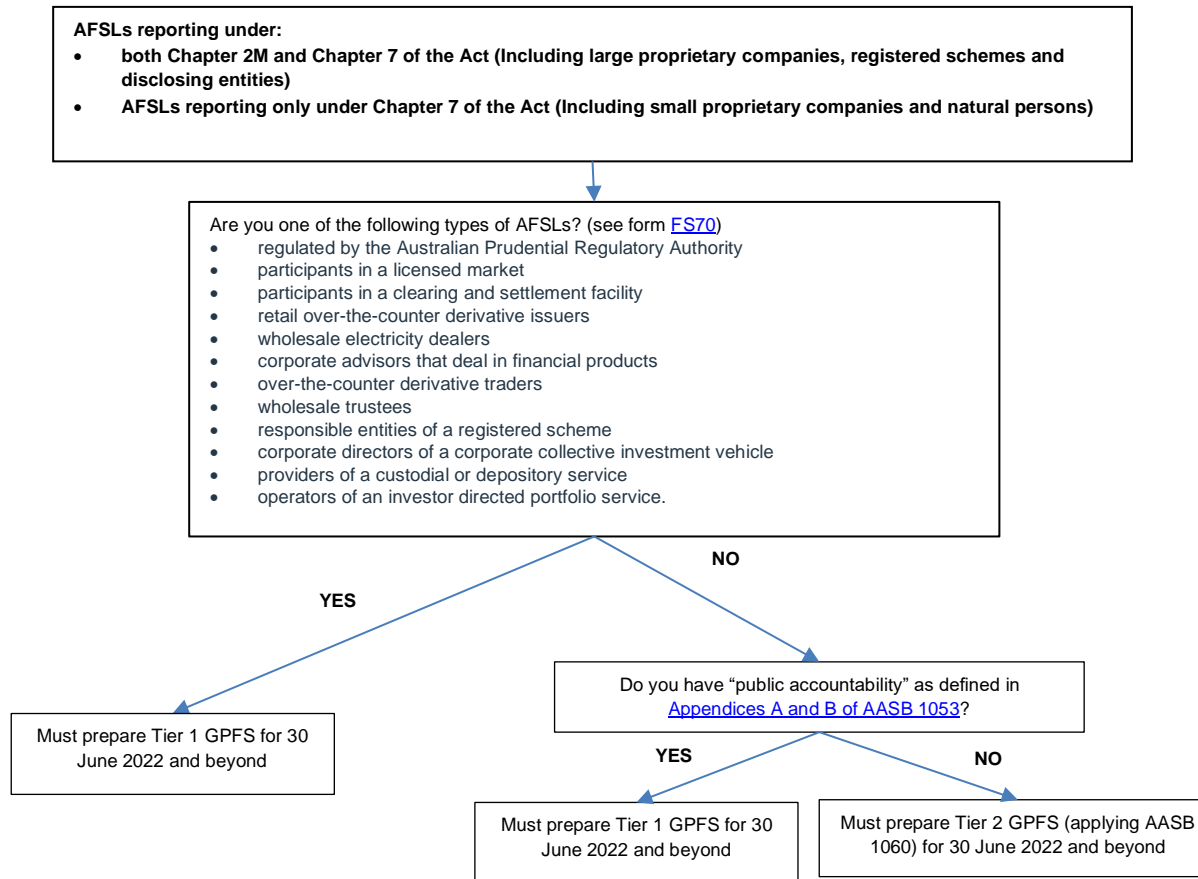 AFSLs reporting under:
• both Chapter 2M and Chapter 7 of the Act (Including large proprietary companies, registered schemes and
disclosing entities)
• AFSLs reporting only under Chapter 7 of the Act (Including small proprietary companies and natural persons)
Are you one of the following types of AFSLs? (see form FS70)
• regulated by the Australian Prudential Regulatory Authority
• participants in a licensed market
• participants in a clearing and settlement facility
• retail over-the-counter derivative issuers
• wholesale electricity dealers
• corporate advisors that deal in financial products
• over-the-counter derivative traders
• wholesale trustees
• responsible entities of a registered scheme
• corporate directors of a corporate collective investment vehicle
• providers of a custodial or depository service
• operators of an investor directed portfolio service.
NO
YES
Do you have “public accountability” as defined in
Appendices A and B of AASB 1053?
Must prepare Tier 1 GPFS for 30
June 2022 and beyond
YES
NO
Must prepare Tier 1 GPFS for 30
June 2022 and beyond
Must prepare Tier 2 GPFS (applying AASB
1060) for 30 June 2022 and beyond